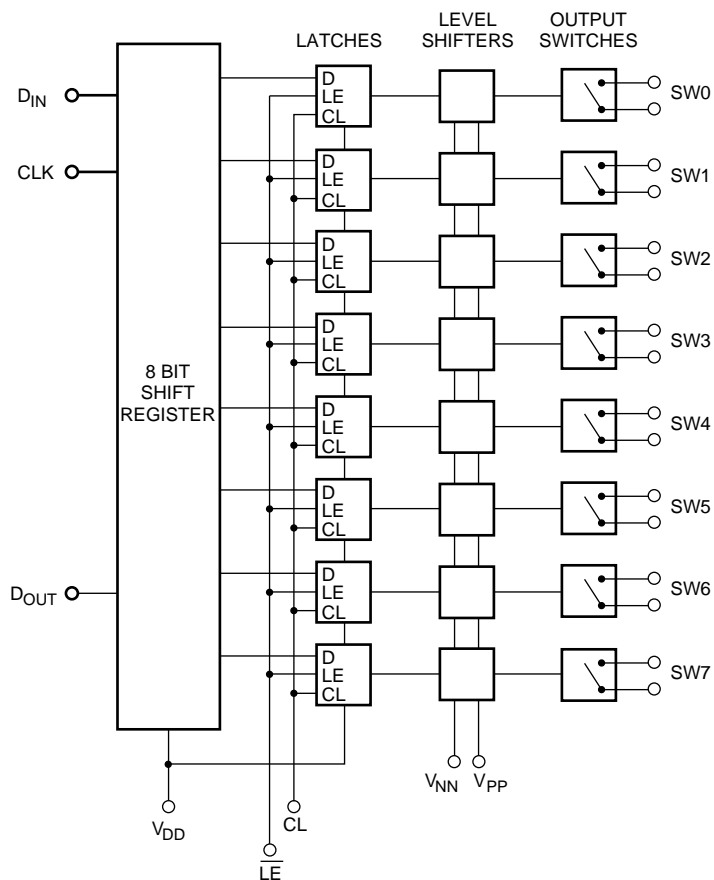 LATCHES
LEVEL
SHIFTERS
OUTPUT
SWITCHES
DIN
CLK
8 BIT
SHIFT
REGISTER
DOUT
D
LE
CL
SW0
D
LE
CL
SW1
D
LE
CL
SW2
D
LE
CL
SW3
D
LE
CL
SW4
D
LE
CL
SW5
D
LE
CL
SW6
D
LE
CL
SW7
VNN
VPP
VDD
CL
LE